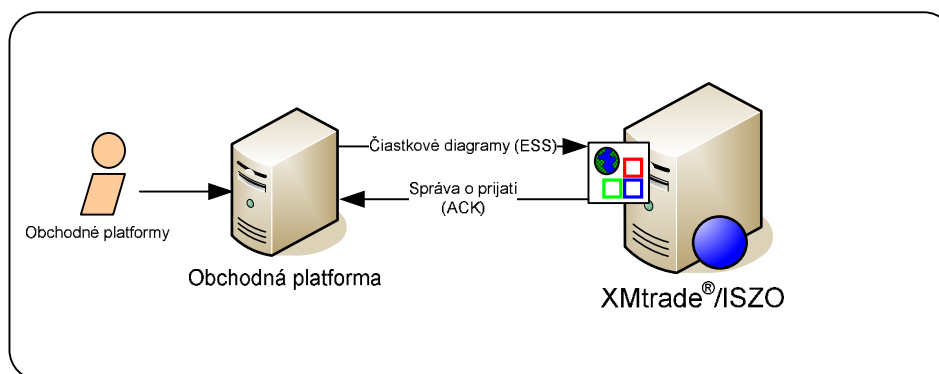 Čiastkové diagramy (ESS)
Správa o prijatí
(ACK)
Obchodné platformy
Obchodná platforma
XMtrade®/ISZO